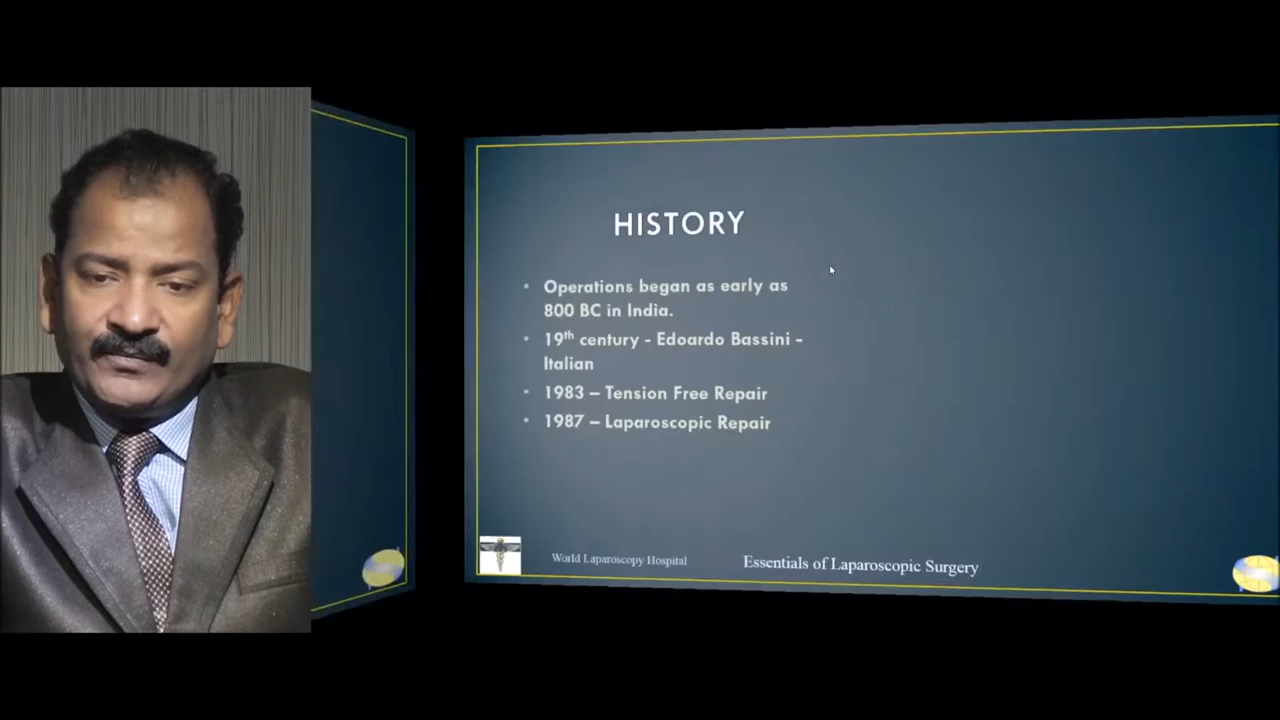 HISTORY
• Operations began as early as
800 BC in India.
• 19th century - Edoardo Bassini -
Italian
• 1983 – Tension Free Repair
• 1987 – Laparoscopic Repair
World Laparoscopy Hospital
Essentials of Laparoscopic Surgery